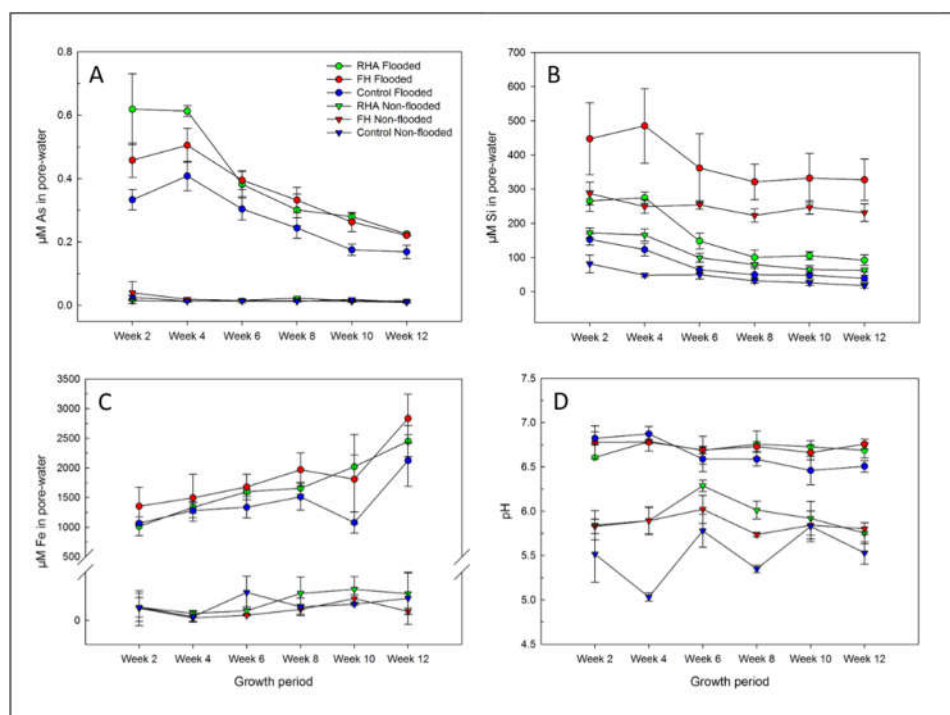 A
0.8
0.6
0.4
0.2
0.0
µM As in pore-water
RHA Flooded
FH Flooded
Control Flooded
RHA Non-flooded
FH Non-flooded
Control Non-flooded
Week 2 Week 4 Week 6 Week 8 Week 10 Week 12
B
700
600
500
400
300
200
100
0
µM Si in pore-water
Week 2 Week 4 Week 6 Week 8 Week 10 Week 12
C
3500
3000
2500
2000
1500
1000
500
0
µM Fe in pore-water
Week 2 Week 4 Week 6 Week 8 Week 10 Week 12
Growth period
D
7.5
7.0
6.5
6.0
5.5
5.0
4.5
pH
Week 2 Week 4 Week 6 Week 8 Week 10 Week 12
Growth period